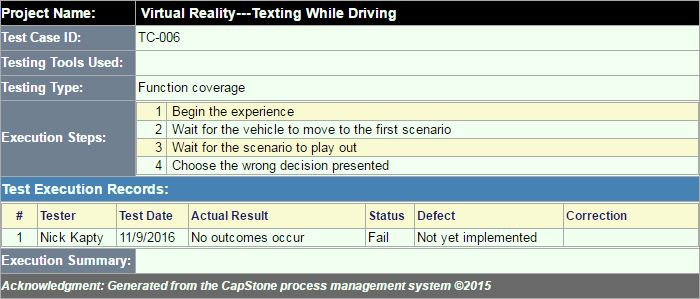 Project Name: Virtual Reality---Texting While Driving
Test Case ID: TC-006
Testing Tools Used:
Testing Type: Function coverage
Execution Steps:
1 Begin the experience
2 Wait for the vehicle to move to the first scenario
3 Wait for the scenario to play out
4 Choose the wrong decision presented
Test Execution Records:
# Tester Test Date Actual Result Status Defect Correction
1 Nick Kapty 11/9/2016 No outcomes occur Fail Not yet implemented
Execution Summary:
Acknowledgment: Generated from the CapStone process management system ©2015